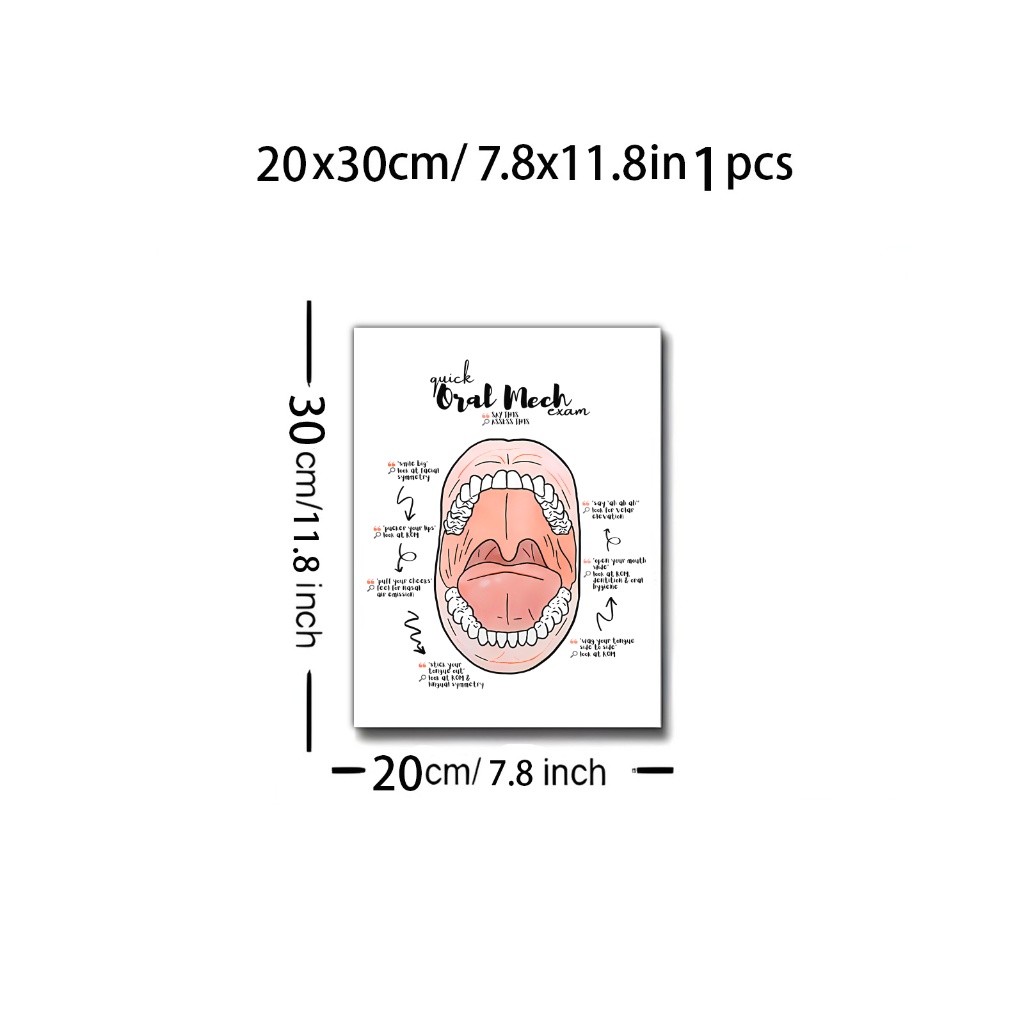 20x30cm/ 7.8x11.8in 1 pcs
quick
Oral Mech
exam
SAY THIS
ASSESS THIS
"smile big"
look at facial
symmetry
"pucker your lips"
look at ROM
"puff your cheeks"
feel for nasal
air emission
"stick your
tongue out"
look at ROM &
lingual symmetry
"say "ah ah ah"
look for velar
elevation
"open your mouth
wide"
look at ROM,
dentition & oral
hygiene
"wag your tongue
side to side"
look at ROM
30 cm/11.8 inch
20cm/ 7.8 inch